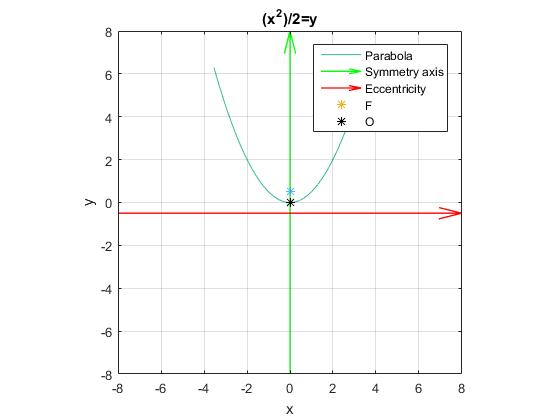 (x²)/2=y
8
6
4
2
0
-2
-4
-6
-8
y
Parabola
Symmetry axis
Eccentricity
F
O
-8 -6 -4 -2 0 2 4 6 8
x